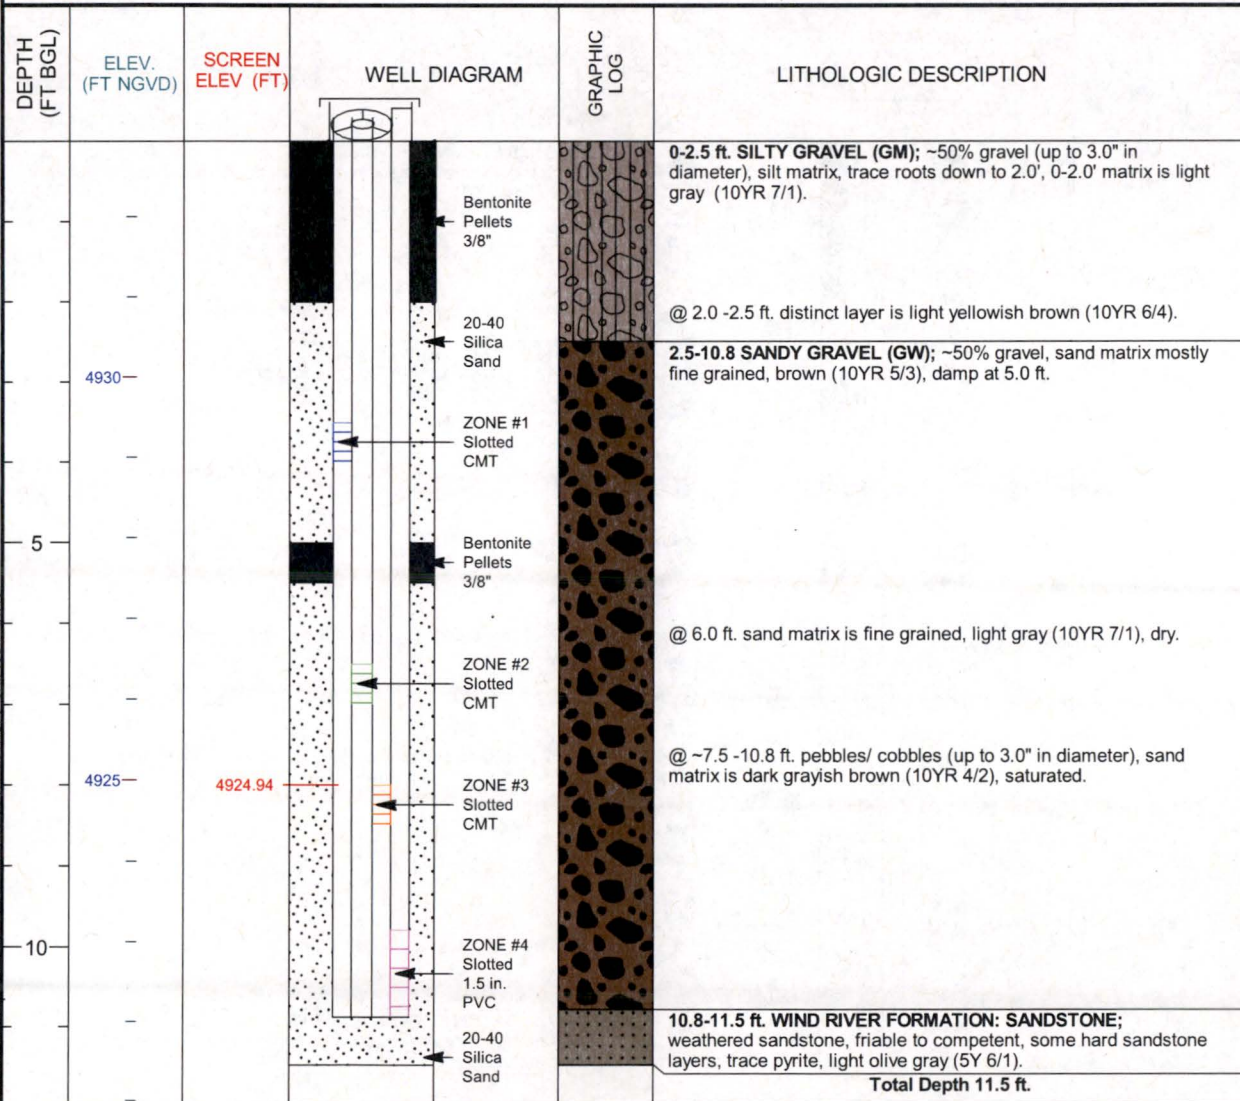 DEPTH
(FT BGL)
ELEV.
(FT NGVD)
SCREEN
ELEV (FT)
WELL DIAGRAM
GRAPHIC
LOG
LITHOLOGIC DESCRIPTION
0-2.5 ft. SILTY GRAVEL (GM); ~50% gravel (up to 3.0" in
diameter), silt matrix, trace roots down to 2.0', 0-2.0' matrix is light
gray (10YR 7/1).
Bentonite
Pellets
3/8"
@ 2.0 -2.5 ft. distinct layer is light yellowish brown (10YR 6/4).
20-40
Silica
Sand
2.5-10.8 SANDY GRAVEL (GW); ~50% gravel, sand matrix mostly
fine grained, brown (10YR 5/3), damp at 5.0 ft.
4930
ZONE #1
Slotted
CMT
5
Bentonite
Pellets
3/8"
@ 6.0 ft. sand matrix is fine grained, light gray (10YR 7/1), dry.
ZONE #2
Slotted
CMT
@ ~7.5 -10.8 ft. pebbles/ cobbles (up to 3.0" in diameter), sand
matrix is dark grayish brown (10YR 4/2), saturated.
4925
4924.94
ZONE #3
Slotted
CMT
10
ZONE #4
Slotted
1.5 in.
PVC
10.8-11.5 ft. WIND RIVER FORMATION: SANDSTONE;
weathered sandstone, friable to competent, some hard sandstone
layers, trace pyrite, light olive gray (5Y 6/1).
20-40
Silica
Sand
Total Depth 11.5 ft.